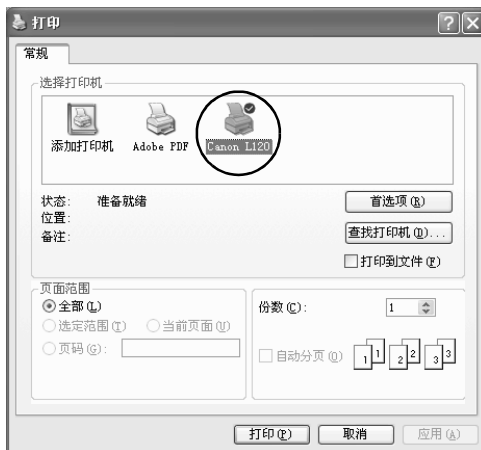 打印
常规
选择打印机
添加打印机 Adobe PDF Canon L120
状态: 准备就绪
位置:
备注:
首选项(R)
查找打印机(D)...
打印到文件(F)
页面范围
全部(L)
选定范围(T) 当前页面(U)
页码(G):
份数(C): 1
自动分页(O)
1 1 2 2 3 3
打印(P) 取消 应用(A)